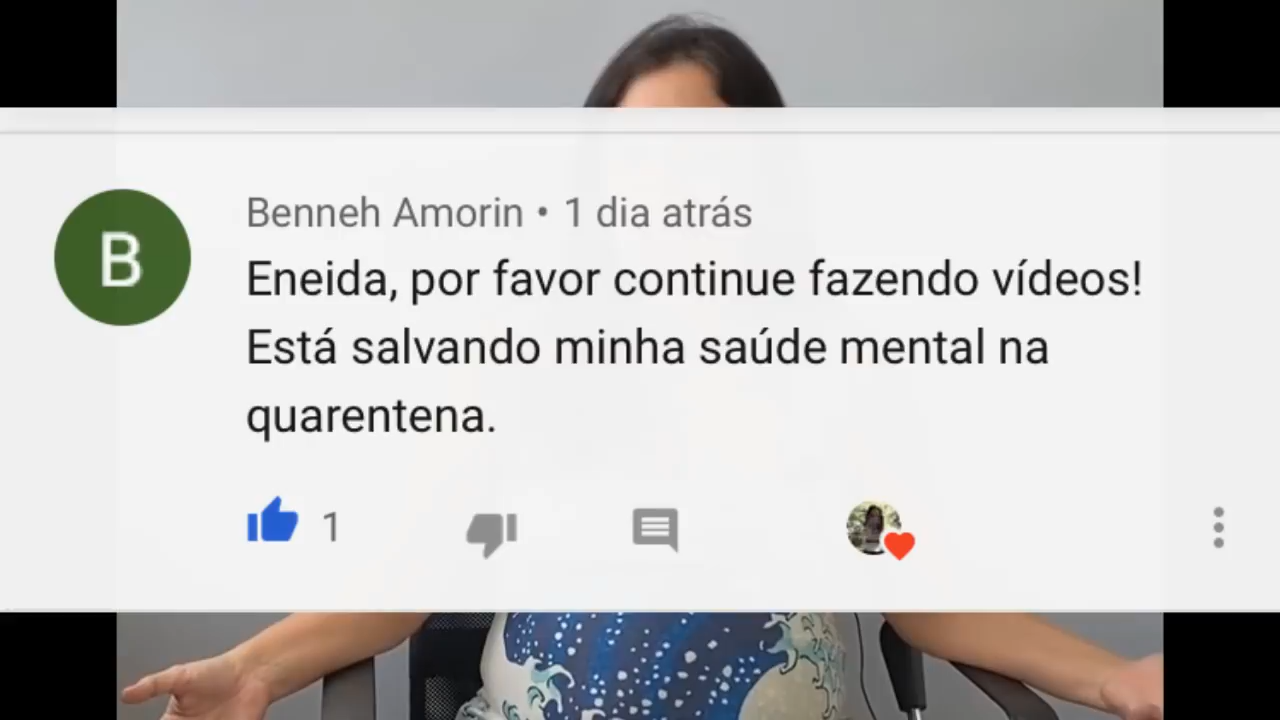 B
Benneh Amorin • 1 dia atrás
Eneida, por favor continue fazendo vídeos!
Está salvando minha saúde mental na
quarentena.
1